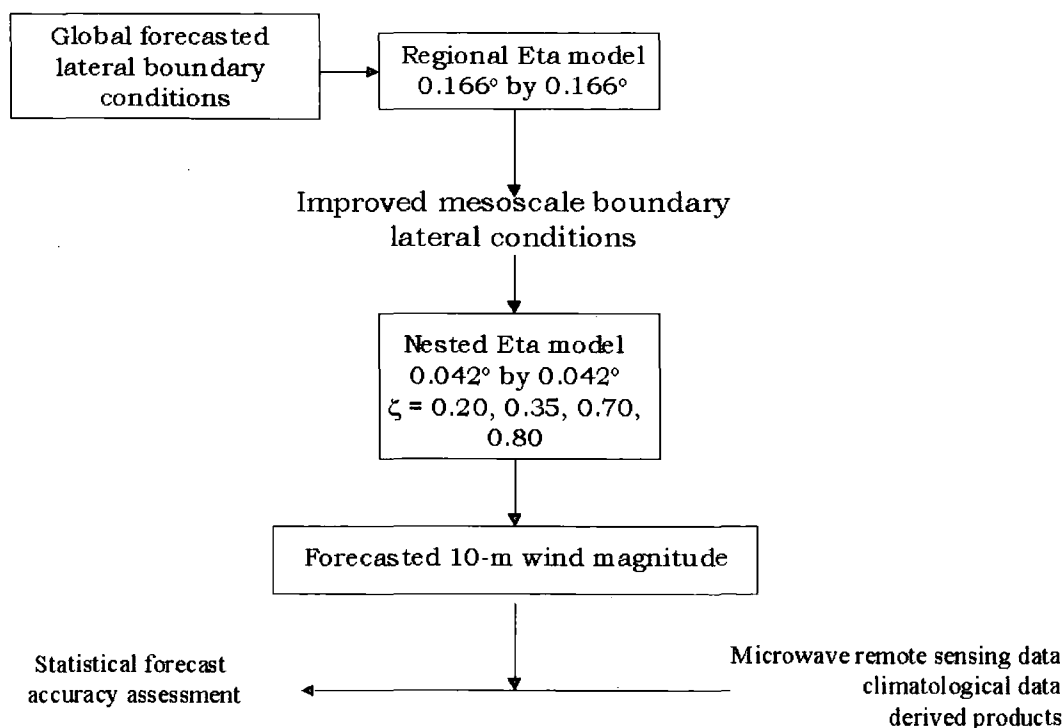 Global forecasted
lateral boundary
conditions
Regional Eta model
0.166° by 0.166°
Improved mesoscale boundary
lateral conditions
Nested Eta model
0.042° by 0.042°
ζ = 0.20, 0.35, 0.70,
0.80
Forecasted 10-m wind magnitude
Statistical forecast
accuracy assessment
Microwave remote sensing data
climatological data
derived products